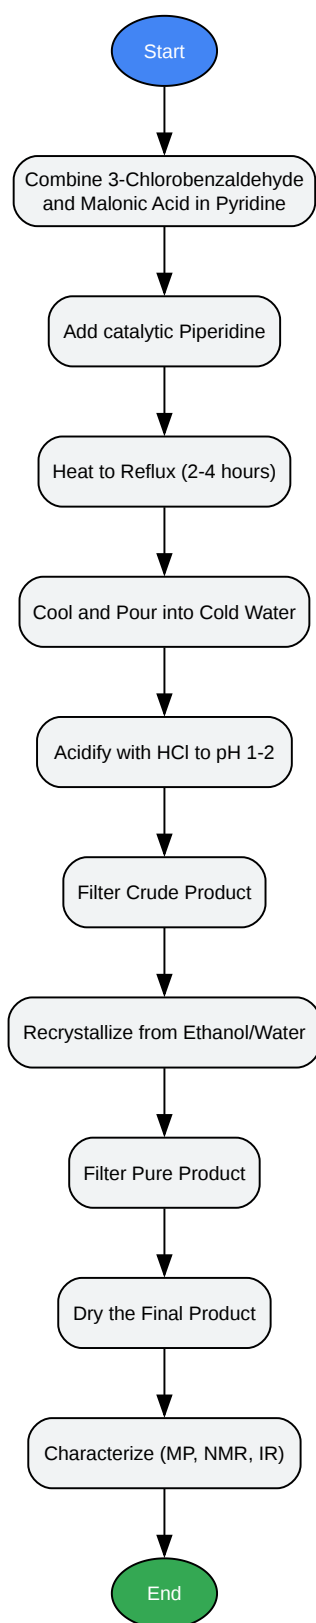 Start
Combine 3-Chlorobenzaldehyde
and Malonic Acid in Pyridine
Add catalytic Piperidine
Heat to Reflux (2-4 hours)
Cool and Pour into Cold Water
Acidify with HCl to pH 1-2
Filter Crude Product
Recrystallize from Ethanol/Water
Filter Pure Product
Dry the Final Product
Characterize (MP, NMR, IR)
End